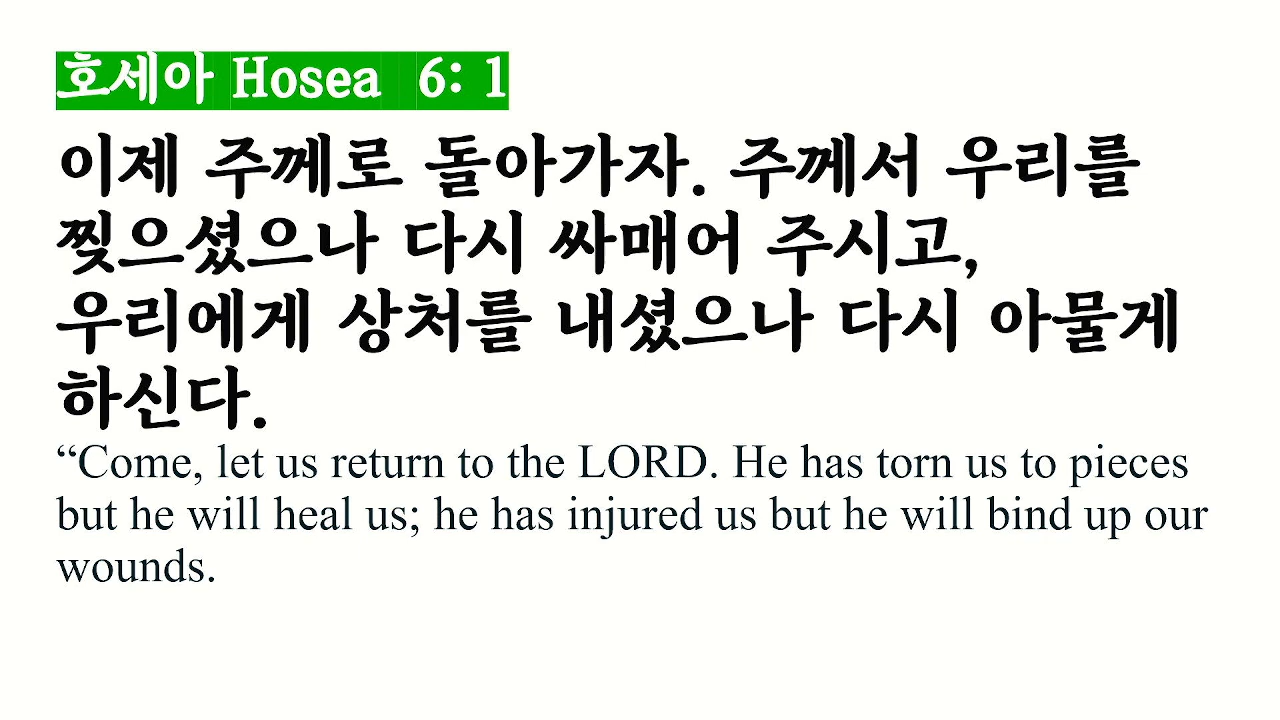 호세아 Hosea 6: 1
이제 주께로 돌아가자. 주께서 우리를
찢으셨으나 다시 싸매어 주시고,
우리에게 상처를 내셨으나 다시 아물게
하신다.
“Come, let us return to the LORD. He has torn us to pieces
but he will heal us; he has injured us but he will bind up our
wounds.